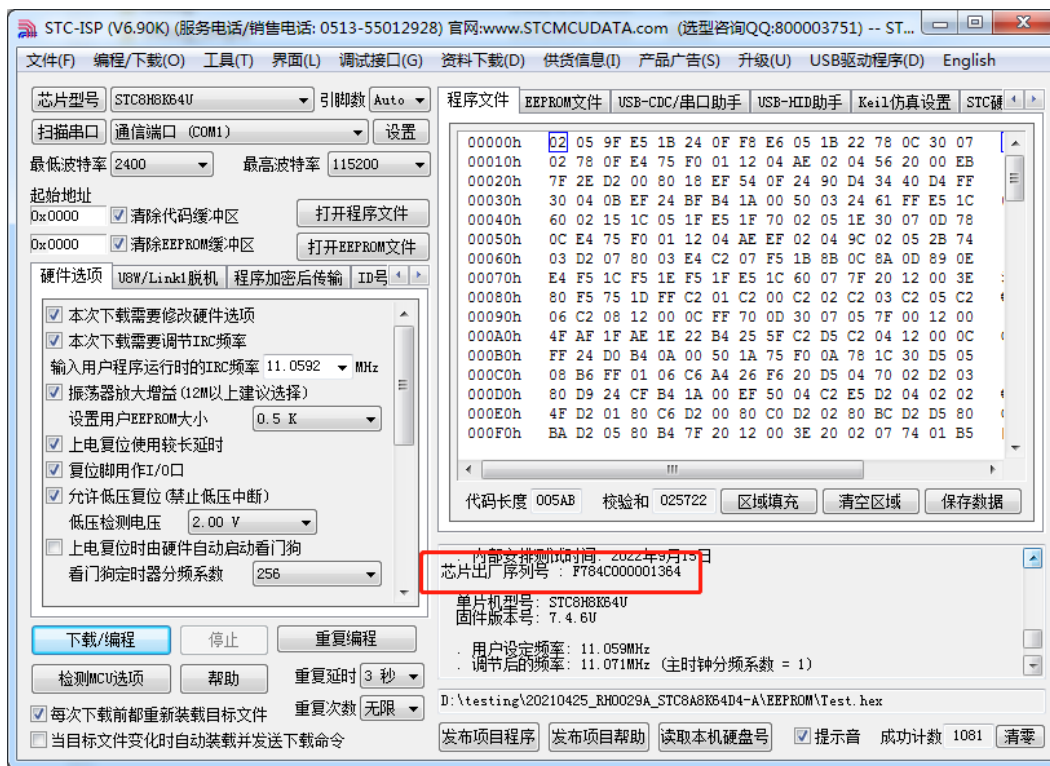 STC-ISP (V6.90K) (服务电话/销售电话: 0513-55012928) 官网:www.STCMCUDATA.com (选型咨询QQ:800003751) -- ST...
文件(F) 编程/下载(O) 工具(T) 界面(L) 调试接口(G) 资料下载(D) 供货信息(I) 产品广告(S) 升级(U) USB驱动程序(D) English
芯片型号 STC8H8K64U 引脚数 Auto
扫描串口 通信端口 (COM1) 设置
最低波特率 2400 最高波特率 115200
起始地址
0x0000 清除代码缓冲区 打开程序文件
0x0000 清除EEPROM缓冲区 打开EEPROM文件
硬件选项 U8W/Link1脱机 程序加密后传输 ID号
本次下载需要修改硬件选项
本次下载需要调节IRC频率
输入用户程序运行时的IRC频率 11.0592 MHz
振荡器放大增益(12M以上建议选择)
设置用户EEPROM大小 0.5 K
上电复位使用较长延时
复位脚用作I/O口
允许低压复位(禁止低压中断)
低压检测电压 2.00 V
上电复位时由硬件自动启动看门狗
看门狗定时器分频系数 256
下载/编程 停止 重复编程
检测MCU选项 帮助 重复延时 3 秒
每次下载前都重新装载目标文件 重复次数 无限
当目标文件变化时自动装载并发送下载命令
程序文件 EEPROM文件 USB-CDC/串口助手 USB-HID助手 Keil仿真设置 STC硬
00000h 02 05 9F E5 1B 24 0F F8 E6 05 1B 22 78 0C 30 07
00010h 02 78 0F E4 75 F0 01 12 04 AE 02 04 56 20 00 EB
00020h 7F 2E D2 00 80 18 EF 54 0F 24 90 D4 34 40 D4 FF
00030h 30 04 0B EF 24 BF B4 1A 00 50 03 24 61 FF E5 1C
00040h 60 02 15 1C 05 1F E5 1F 70 02 05 1E 30 07 0D 78
00050h 0C E4 75 F0 01 12 04 AE EF 02 04 9C 02 05 2B 74
00060h 03 D2 07 80 03 E4 C2 07 F5 1B 8B 0C 8A 0D 89 0E
00070h E4 F5 1C F5 1E F5 1F E5 1C 60 07 7F 20 12 00 3E
00080h 80 F5 75 1D FF C2 01 C2 00 C2 02 C2 03 C2 05 C2
00090h 06 C2 08 12 00 0C FF 70 0D 30 07 05 7F 00 12 00
000A0h 4F AF 1F AE 1E 22 B4 25 5F C2 D5 C2 04 12 00 0C
000B0h FF 24 D0 B4 0A 00 50 1A 75 F0 0A 78 1C 30 D5 05
000C0h 08 B6 FF 01 06 C6 A4 26 F6 20 D5 04 70 02 D2 03
000D0h 80 D9 24 CF B4 1A 00 EF 50 04 C2 E5 D2 04 02 02
000E0h 4F D2 01 80 C6 D2 00 80 C0 D2 02 80 BC D2 D5 80
000F0h BA D2 05 80 B4 7F 20 12 00 3E 20 02 07 74 01 B5
代码长度 005AB 校验和 025722 区域填充 清空区域 保存数据
. 内部安排测试时间: 2022年9月15日
芯片出厂序列号 : F784C000001364
单片机型号: STC8H8K64U
固件版本号: 7.4.6U
. 用户设定频率: 11.059MHz
. 调节后的频率: 11.071MHz (主时钟分频系数 = 1)
D:\testing\20210425_RH0029A_STC8A8K64D4-A\EEPROM\Test.hex
发布项目程序 发布项目帮助 读取本机硬盘号 提示音 成功计数 1081 清零